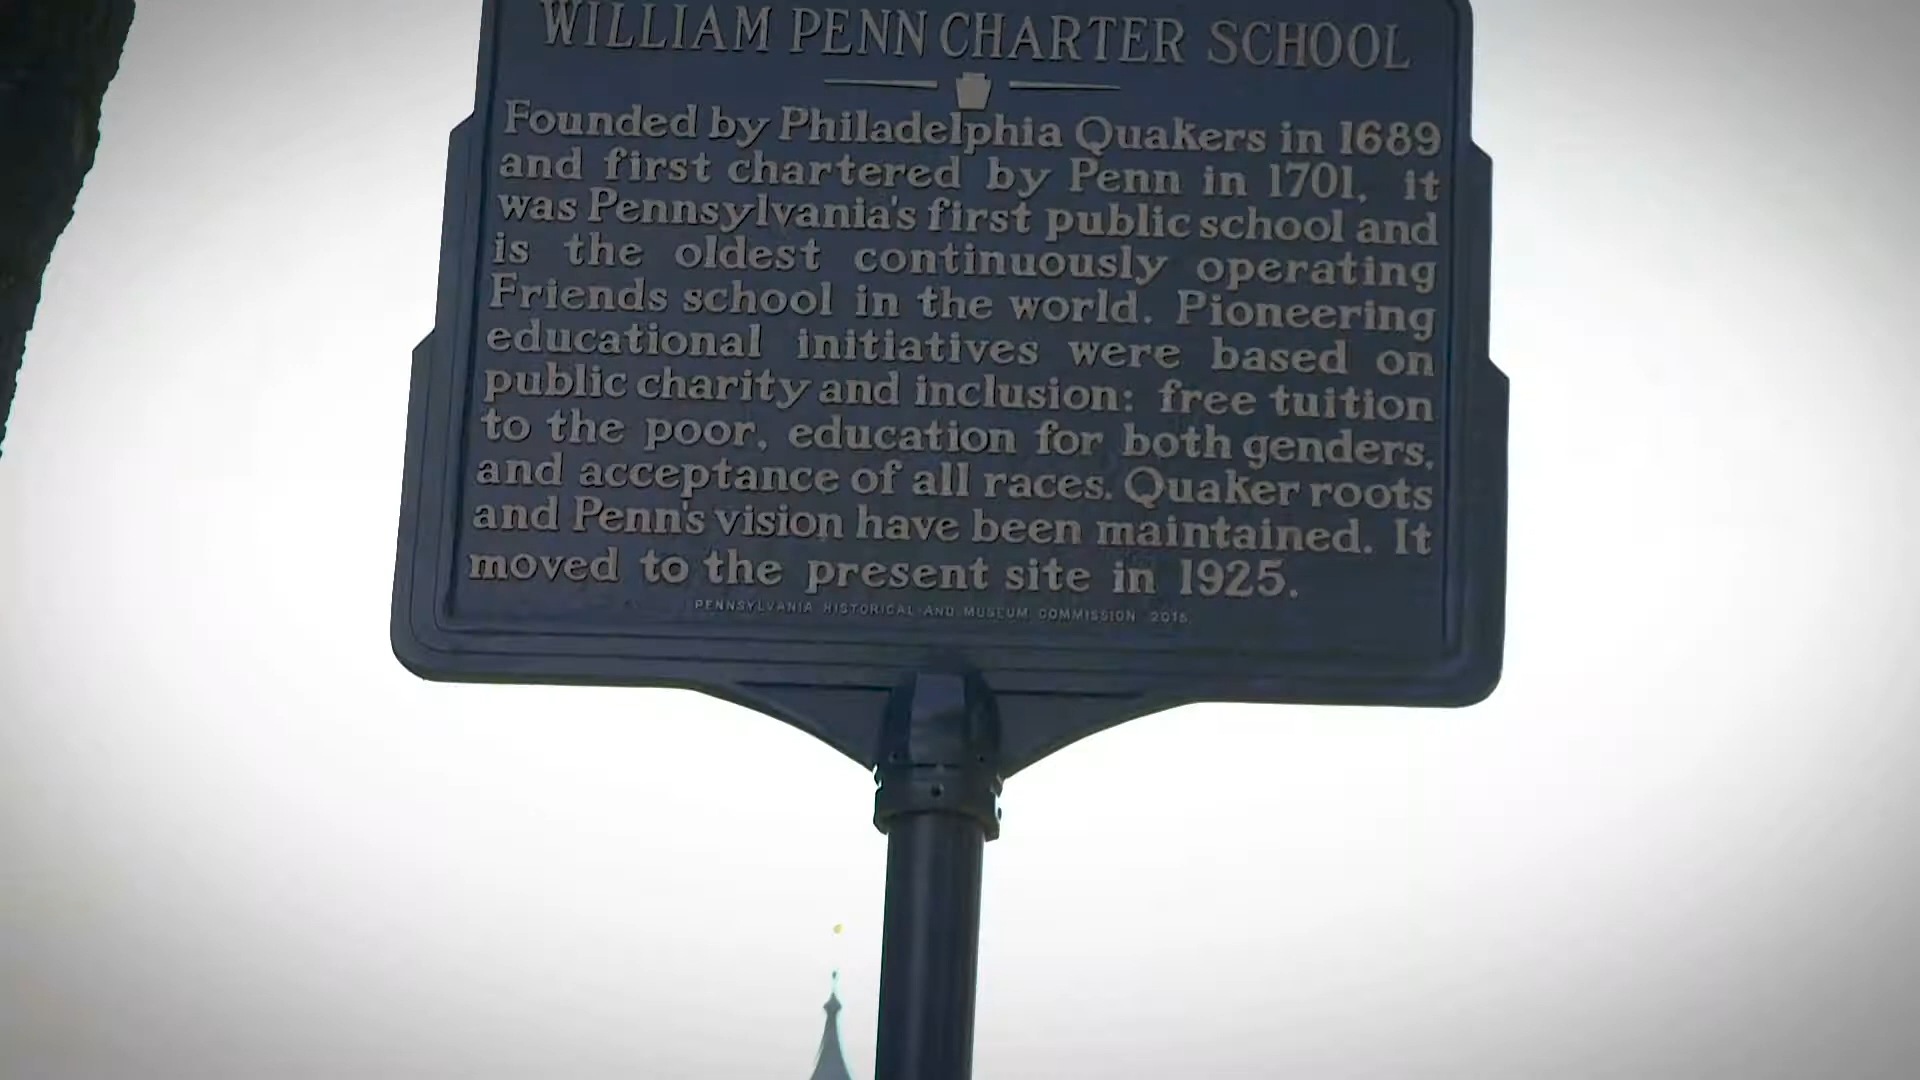 WILLIAM PENN CHARTER SCHOOL
Founded by Philadelphia Quakers in 1689
and first chartered by Penn in 1701, it
was Pennsylvania's first public school and
is the oldest continuously operating
Friends school in the world. Pioneering
educational initiatives were based on
public charity and inclusion: free tuition
to the poor, education for both genders,
and acceptance of all races. Quaker roots
and Penn's vision have been maintained. It
moved to the present site in 1925.
PENNSYLVANIA HISTORICAL AND MUSEUM COMMISSION